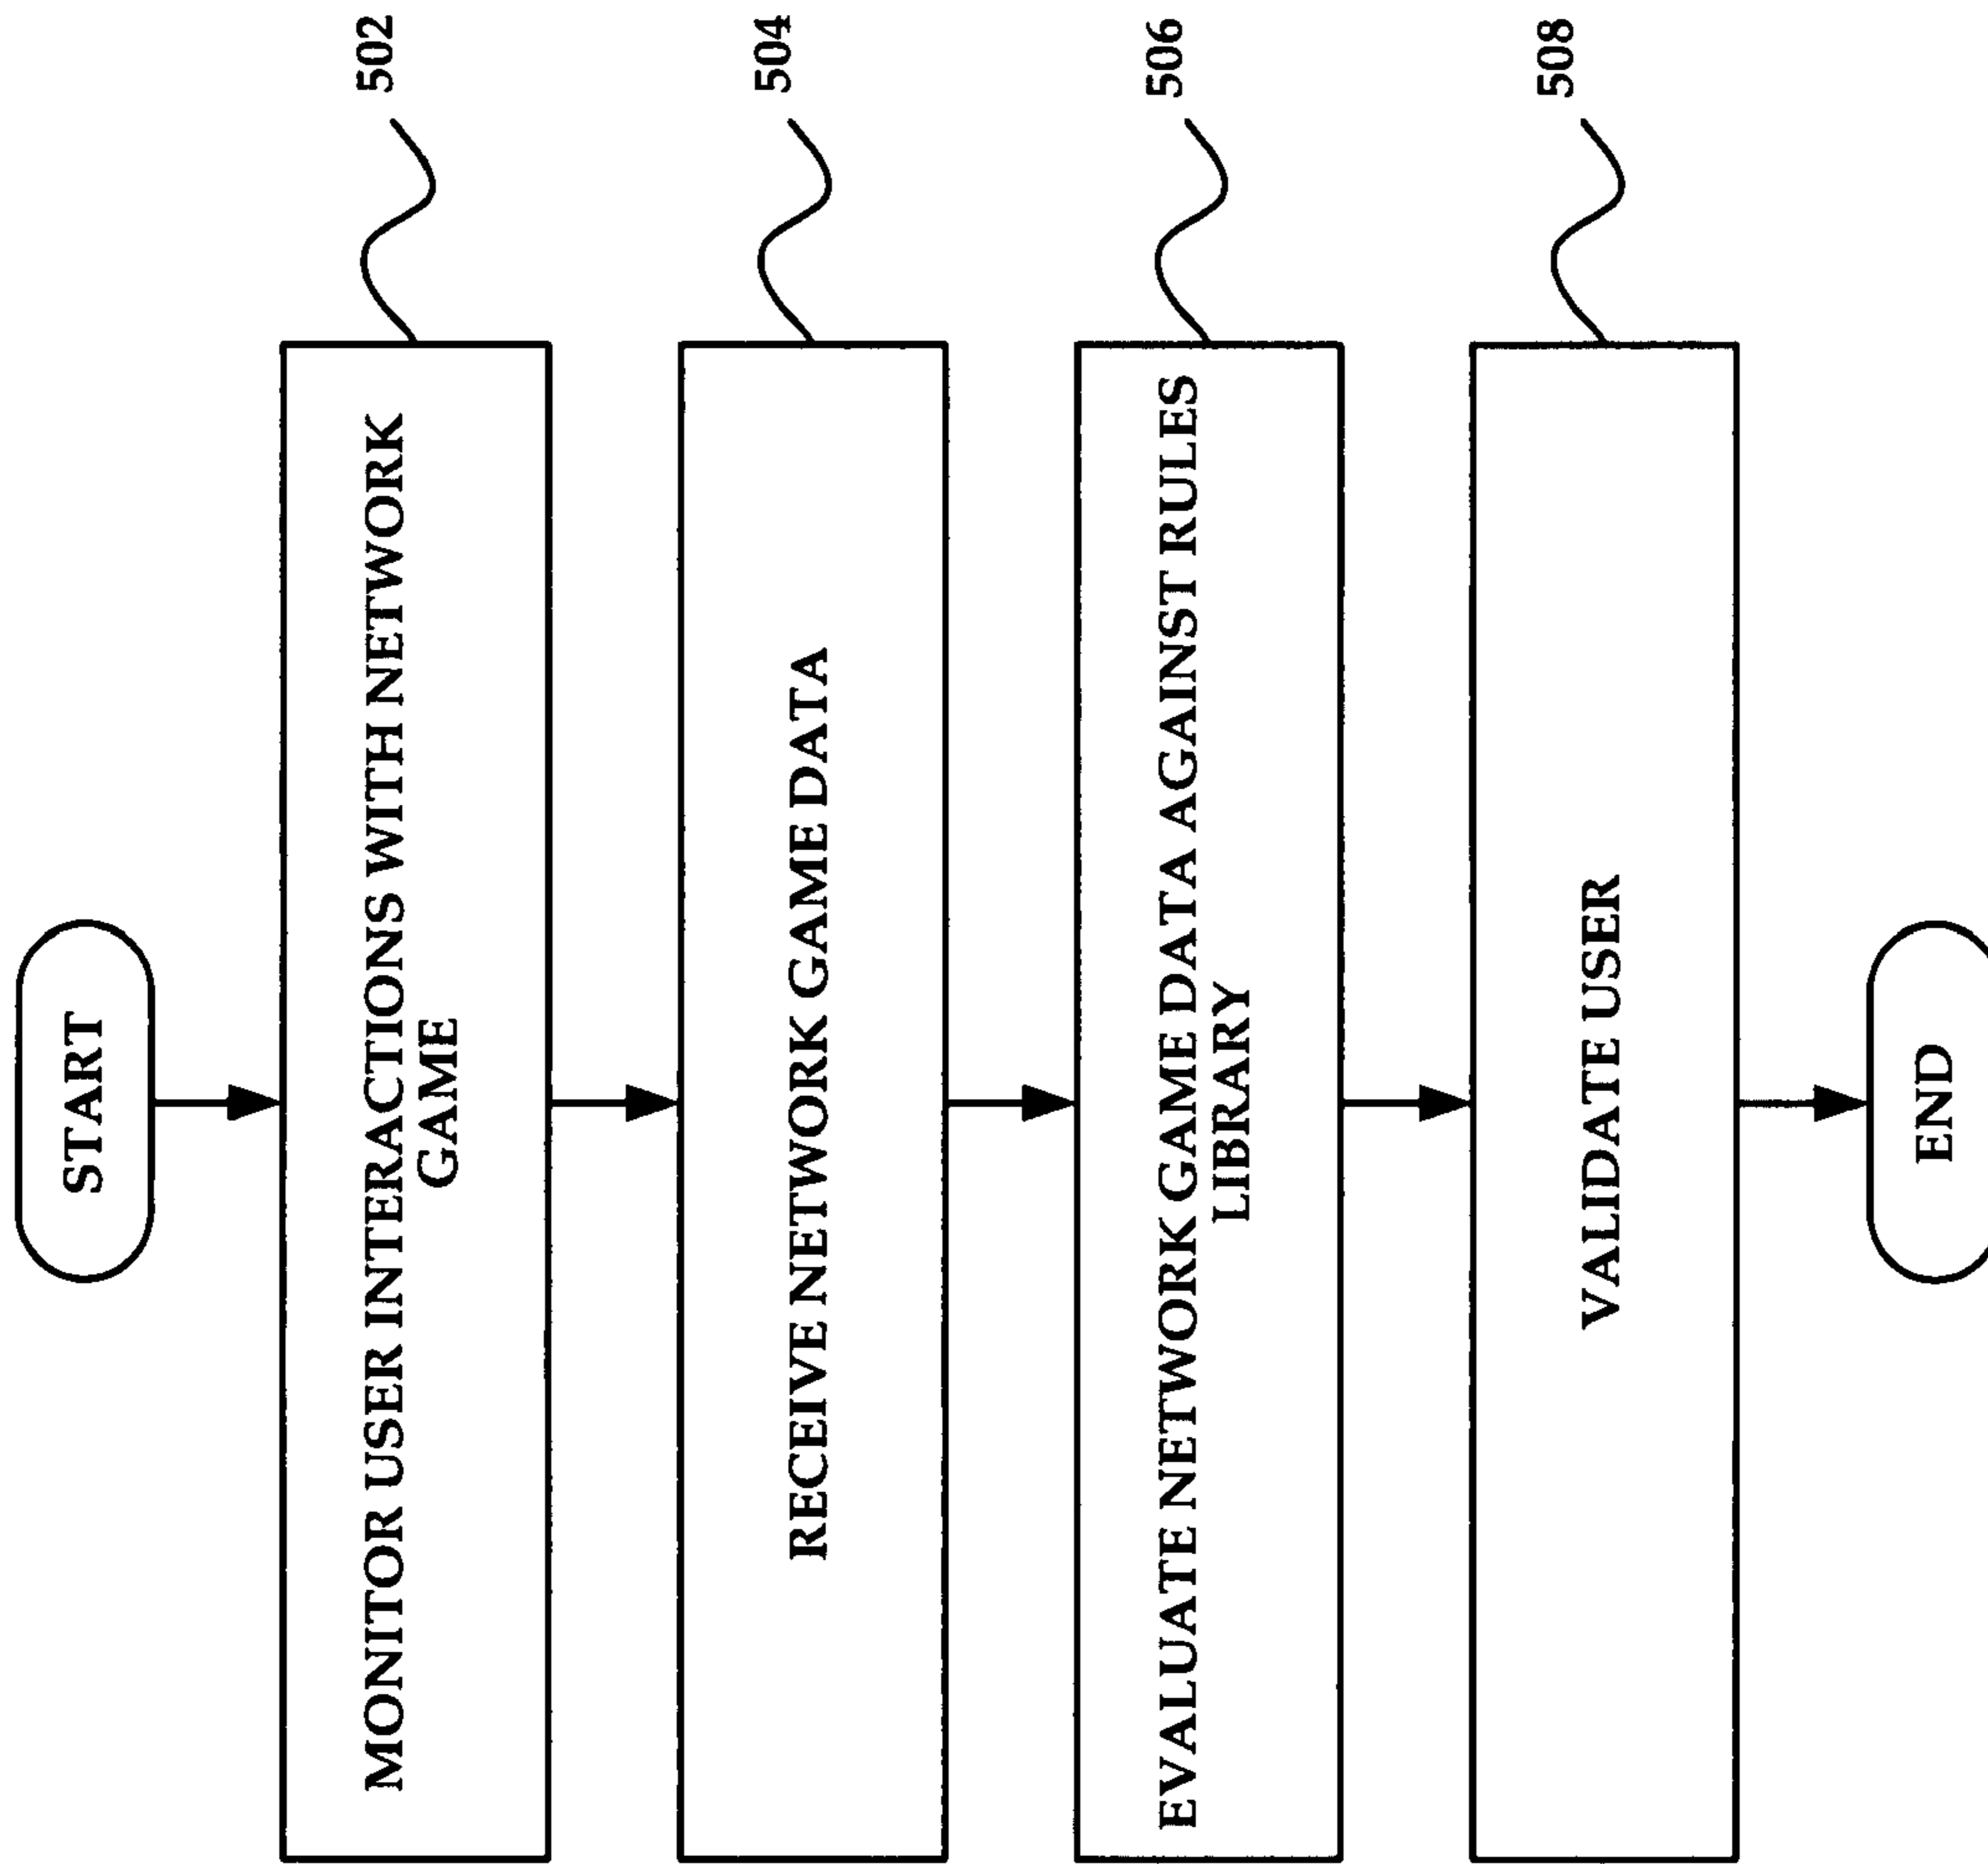 START
MONITOR USER INTERACTIONS WITH NETWORK
GAME
502
RECEIVE NETWORK GAME DATA
504
EVALUATE NETWORK GAME DATA AGAINST RULES
LIBRARY
506
VALIDATE USER
508
END